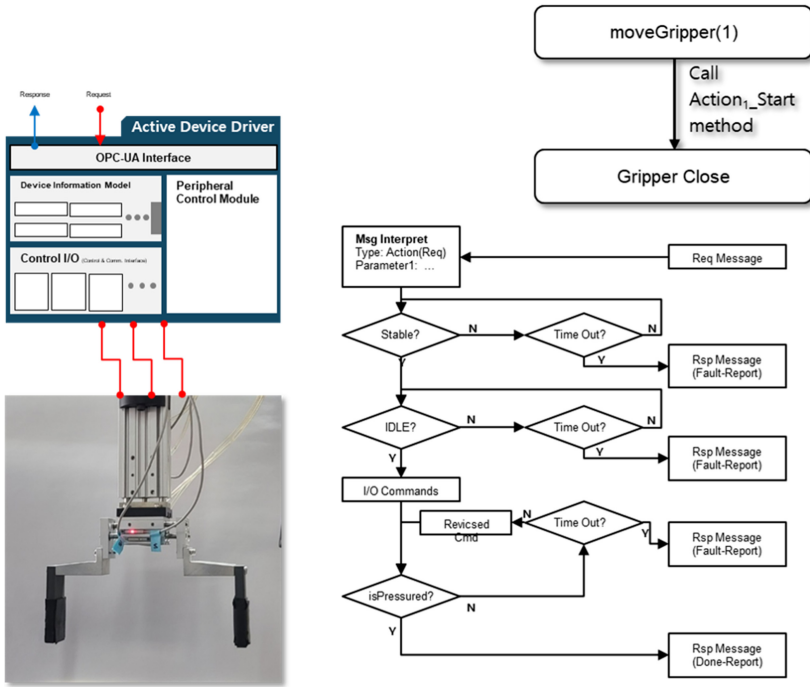 moveGripper(1)
Call
Action₁_Start
method
Gripper Close
Response
Request
Active Device Driver
OPC-UA Interface
Device Information Model
Peripheral
Control Module
Control I/O (Control & Comm. Interface)
Msg Interpret
Type: Action(Req)
Parameter1: ...
Req Message
Stable?
N
Time Out?
N
Y
Y
Rsp Message
(Fault-Report)
IDLE?
N
Time Out?
N
Y
Y
Rsp Message
(Fault-Report)
I/O Commands
Revicsed
Cmd
N
Time Out?
Y
Rsp Message
(Fault-Report)
isPressured?
N
Y
Rsp Message
(Done-Report)